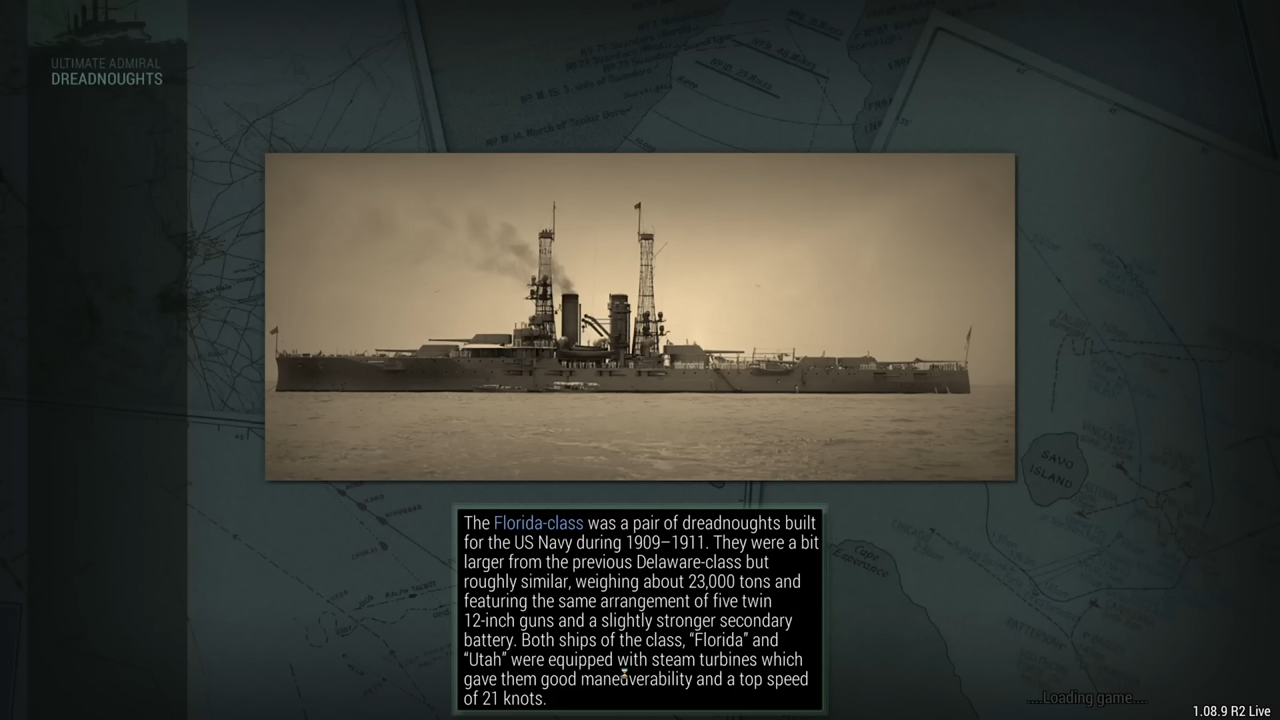 ULTIMATE ADMIRAL
DREADNOUGHTS
SAVO
ISLAND
Cape
Esperance
The Florida-class was a pair of dreadnoughts built
for the US Navy during 1909–1911. They were a bit
larger from the previous Delaware-class but
roughly similar, weighing about 23,000 tons and
featuring the same arrangement of five twin
12-inch guns and a slightly stronger secondary
battery. Both ships of the class, “Florida” and
“Utah” were equipped with steam turbines which
gave them good maneuverability and a top speed
of 21 knots.
....Loading game....
1.08.9 R2 Live